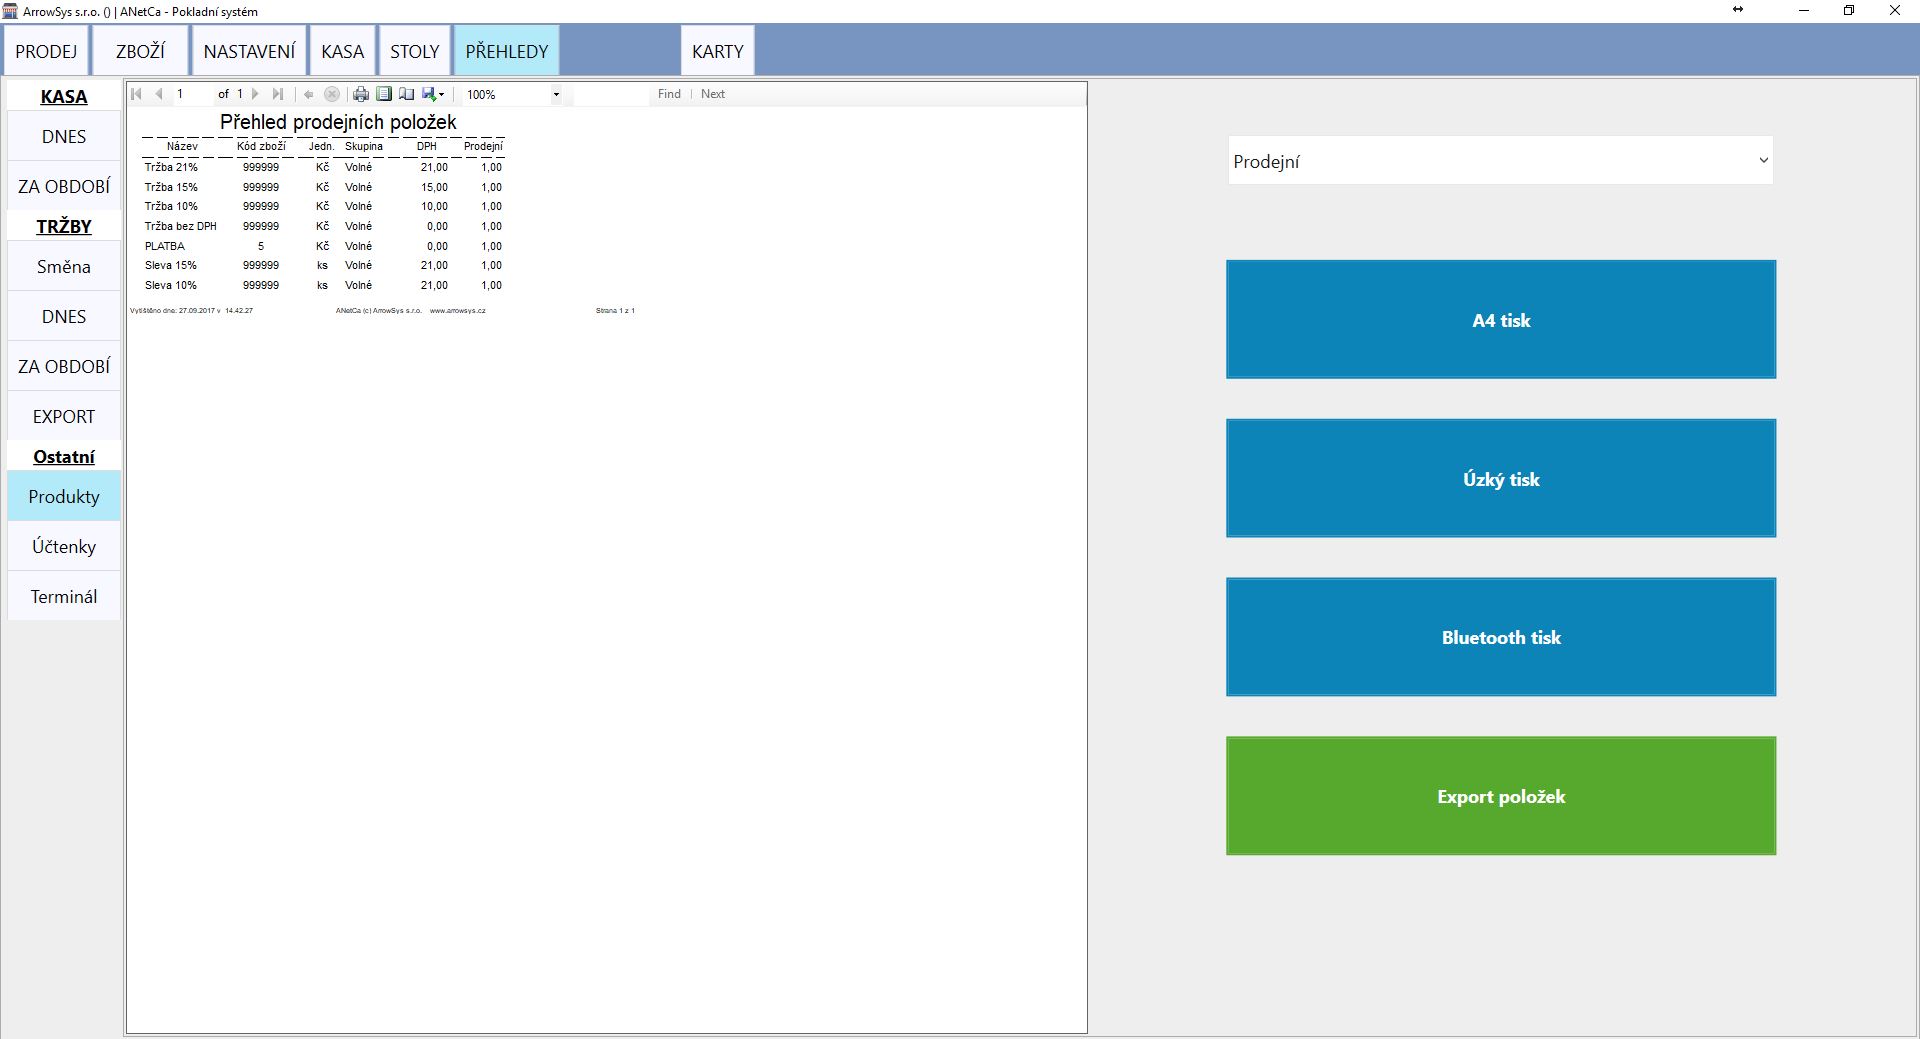 ArrowSys s.r.o. () | ANetCa - Pokladní systém
PRODEJ ZBOŽÍ NASTAVENÍ KASA STOLY PŘEHLEDY KARTY
KASA
DNES
ZA OBDOBÍ
TRŽBY
Směna
DNES
ZA OBDOBÍ
EXPORT
Ostatní
Produkty
Účtenky
Terminál
1 of 1 100% Find | Next
Přehled prodejních položek
Název Kód zboží Jedn. Skupina DPH Prodejní
Tržba 21% 999999 Kč Volné 21,00 1,00
Tržba 15% 999999 Kč Volné 15,00 1,00
Tržba 10% 999999 Kč Volné 10,00 1,00
Tržba bez DPH 999999 Kč Volné 0,00 1,00
PLATBA 5 Kč Volné 0,00 1,00
Sleva 15% 999999 ks Volné 21,00 1,00
Sleva 10% 999999 ks Volné 21,00 1,00
Vytištěno dne: 27.09.2017 v 14.42.27 ANetCa (c) ArrowSys s.r.o. www.arrowsys.cz Strana 1 z 1
Prodejní
A4 tisk
Úzký tisk
Bluetooth tisk
Export položek